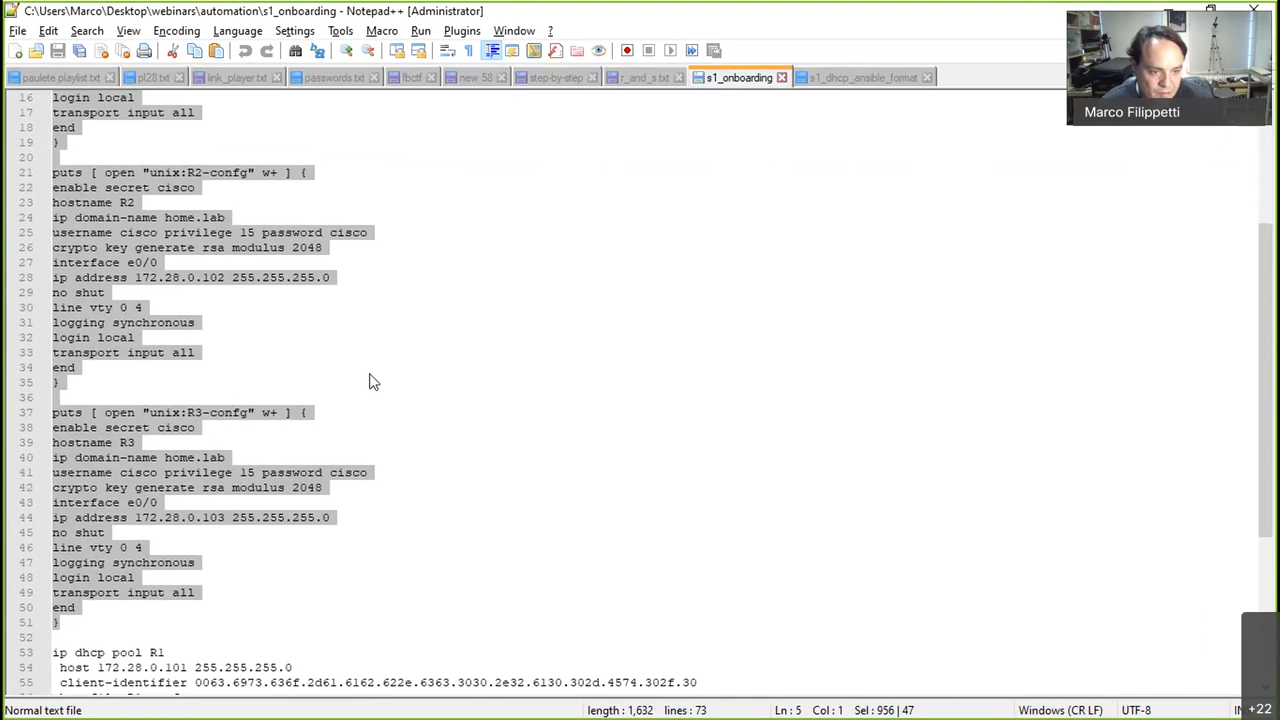 C:\Users\Marco\Desktop\webinars\automation\s1_onboarding - Notepad++ [Administrator]
File Edit Search View Encoding Language Settings Tools Macro Run Plugins Window ?
paulete playlist.txt pl28.txt link_player.txt passwords.txt fbctf new 58 step-by-step r_and_s.txt s1_onboarding s1_dhcp_ansible_format
Marco Filippetti
16 login local
17 transport input all
18 end
19 }
20
21 puts [ open "unix:R2-confg" w+ ] {
22 enable secret cisco
23 hostname R2
24 ip domain-name home.lab
25 username cisco privilege 15 password cisco
26 crypto key generate rsa modulus 2048
27 interface e0/0
28 ip address 172.28.0.102 255.255.255.0
29 no shut
30 line vty 0 4
31 logging synchronous
32 login local
33 transport input all
34 end
35 }
36
37 puts [ open "unix:R3-confg" w+ ] {
38 enable secret cisco
39 hostname R3
40 ip domain-name home.lab
41 username cisco privilege 15 password cisco
42 crypto key generate rsa modulus 2048
43 interface e0/0
44 ip address 172.28.0.103 255.255.255.0
45 no shut
46 line vty 0 4
47 logging synchronous
48 login local
49 transport input all
50 end
51 }
52
53 ip dhcp pool R1
54 host 172.28.0.101 255.255.255.0
55 client-identifier 0063.6973.636f.2d61.6162.622e.6363.3030.2e32.6130.302d.4574.302f.30
Normal text file length : 1,632 lines : 73 Ln : 5 Col : 1 Sel : 956 | 47 Windows (CR LF) UTF-8
+22